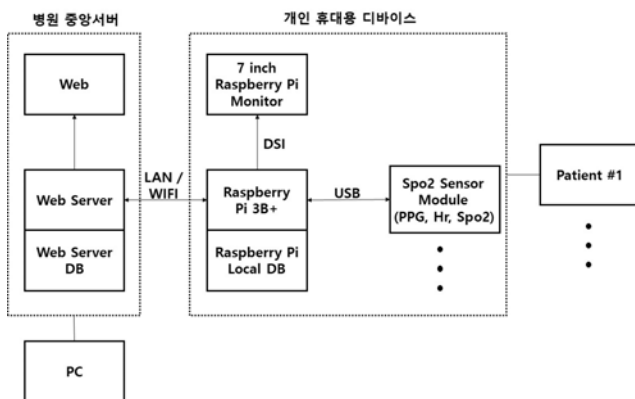 병원 중앙서버
개인 휴대용 디바이스
Web
7 inch
Raspberry Pi
Monitor
DSI
LAN /
WIFI
Web Server
Raspberry
Pi 3B+
USB
Spo2 Sensor
Module
(PPG, Hr, Spo2)
Patient #1
Web Server
DB
Raspberry Pi
Local DB
PC